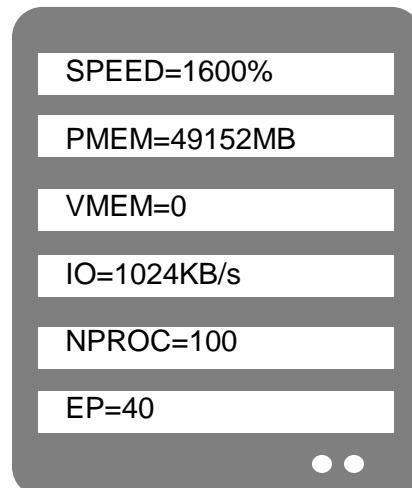 SPEED=1600%
PMEM=49152MB
VMEM=0
IO=1024KB/s
NPROC=100
EP=40